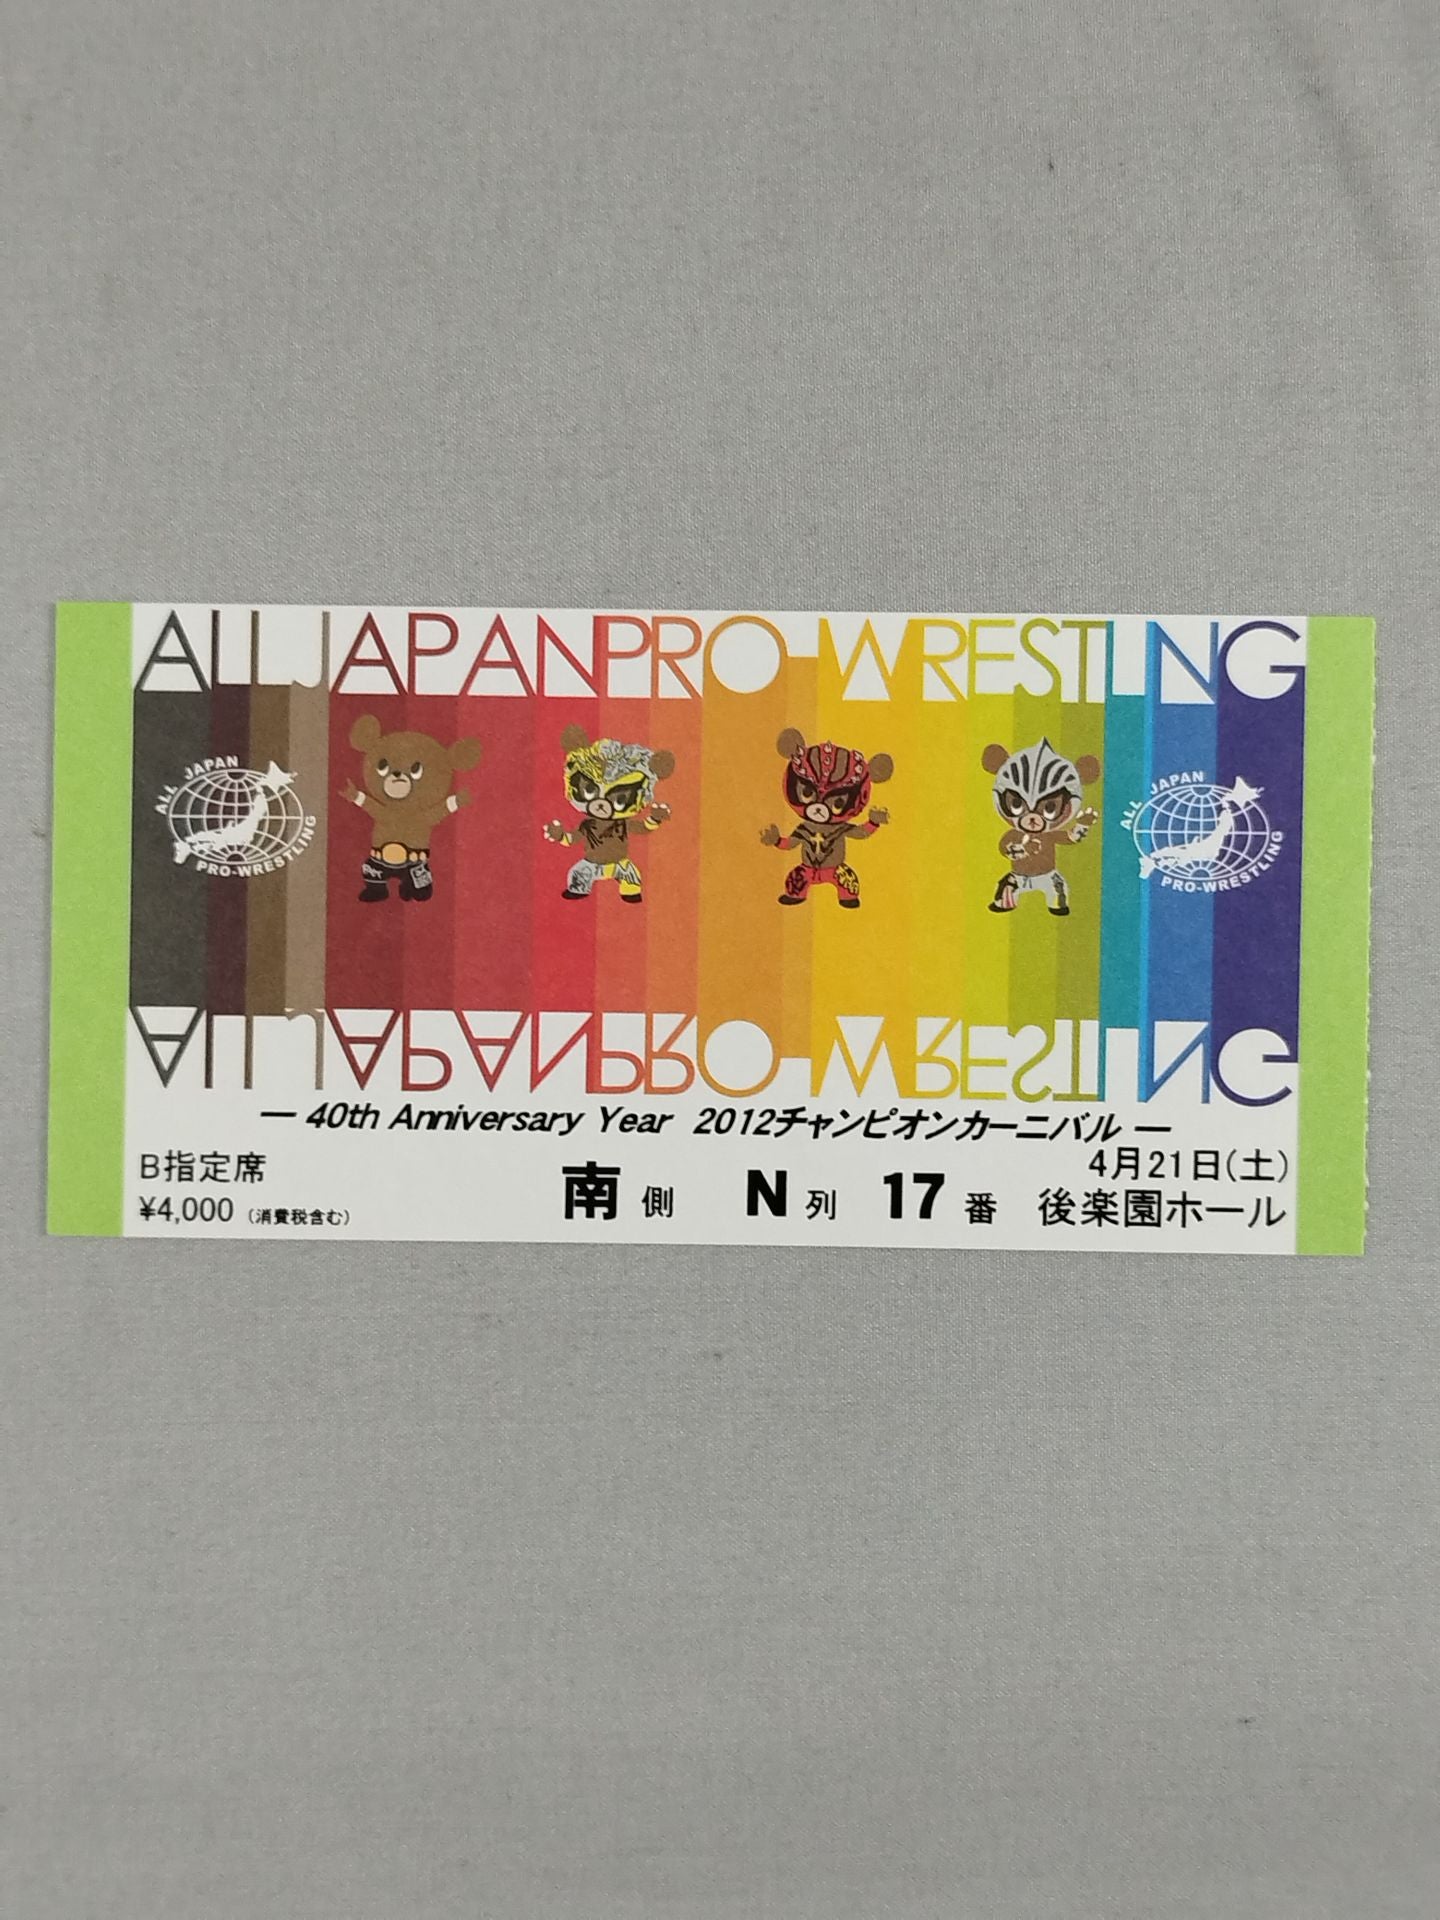 ALL JAPAN PRO-WRESTLING
ALL JAPAN
PRO-WRESTLING
ALL JAPAN
PRO-WRESTLING
ALL JAPAN PRO-WRESTLING
— 40th Anniversary Year 2012チャンピオンカーニバル —
B指定席
¥4,000 (消費税含む)
南 側 N 列 17 番
4月21日(土)
後楽園ホール